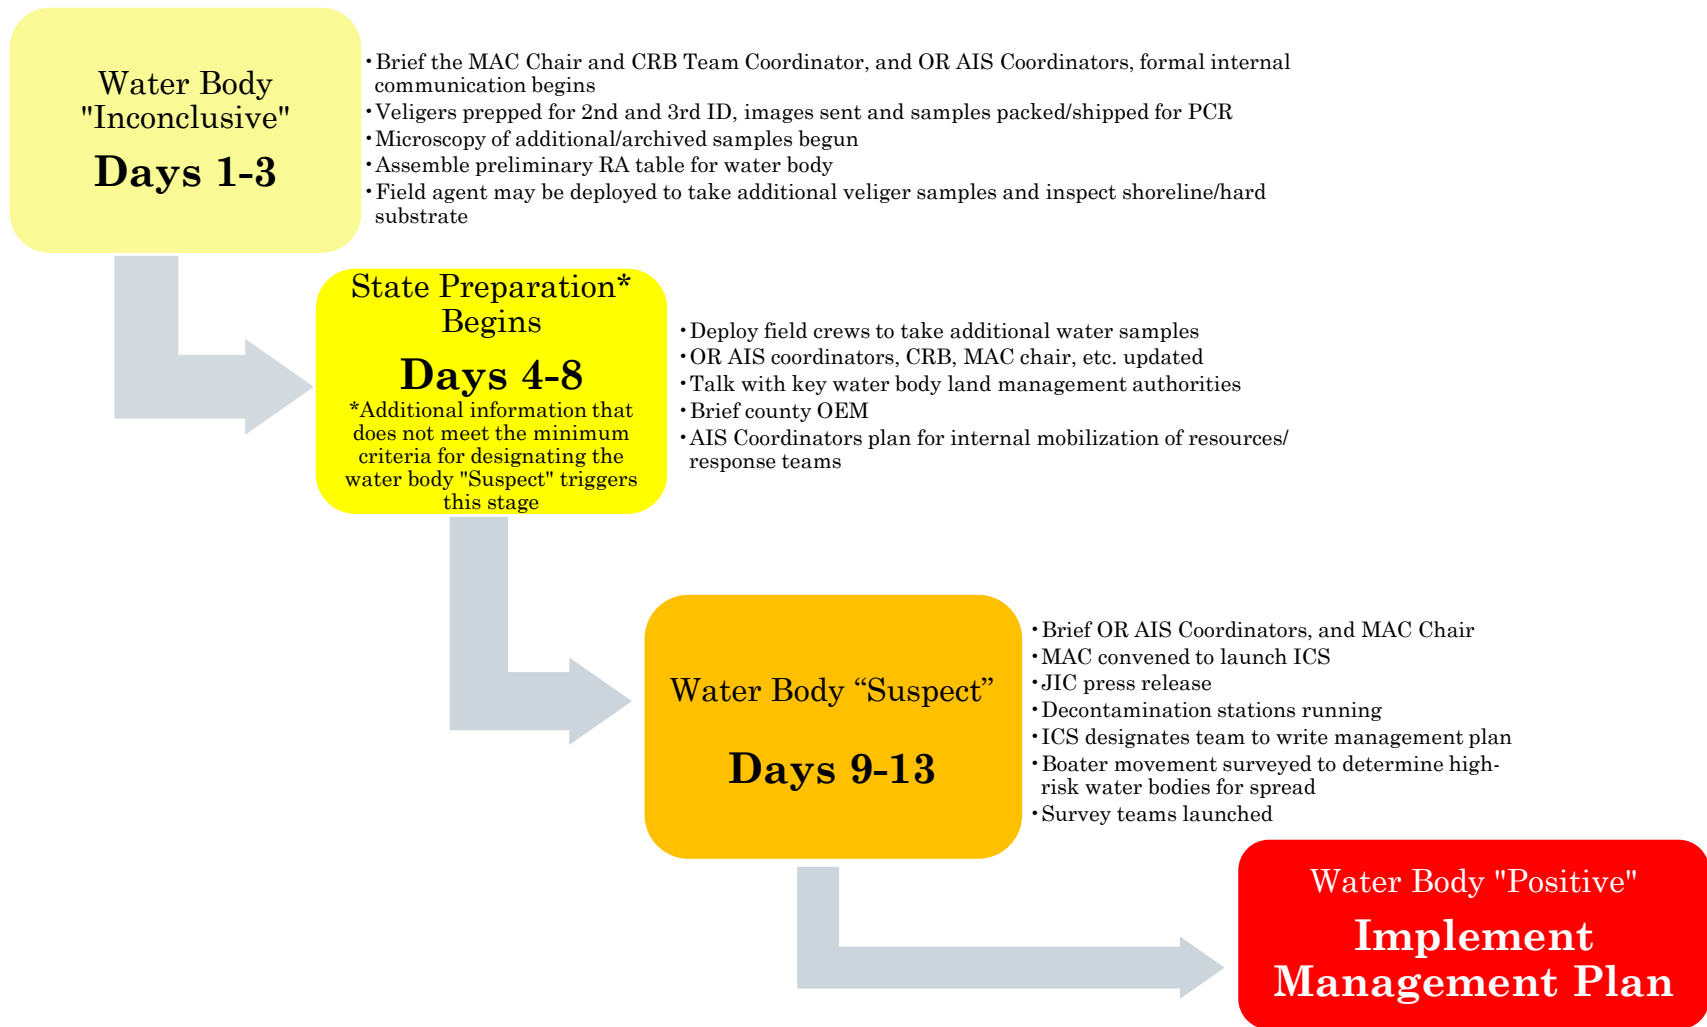 Water Body
"Inconclusive"
Days 1-3
•Brief the MAC Chair and CRB Team Coordinator, and OR AIS Coordinators, formal internal
communication begins
•Veligers prepped for 2nd and 3rd ID, images sent and samples packed/shipped for PCR
•Microscopy of additional/archived samples begun
•Assemble preliminary RA table for water body
•Field agent may be deployed to take additional veliger samples and inspect shoreline/hard
substrate
State Preparation*
Begins
Days 4-8
*Additional information that
does not meet the minimum
criteria for designating the
water body "Suspect" triggers
this stage
•Deploy field crews to take additional water samples
•OR AIS coordinators, CRB, MAC chair, etc. updated
•Talk with key water body land management authorities
•Brief county OEM
•AIS Coordinators plan for internal mobilization of resources/
response teams
Water Body “Suspect”
Days 9-13
•Brief OR AIS Coordinators, and MAC Chair
•MAC convened to launch ICS
•JIC press release
•Decontamination stations running
•ICS designates team to write management plan
•Boater movement surveyed to determine high-
risk water bodies for spread
•Survey teams launched
Water Body "Positive"
Implement
Management Plan